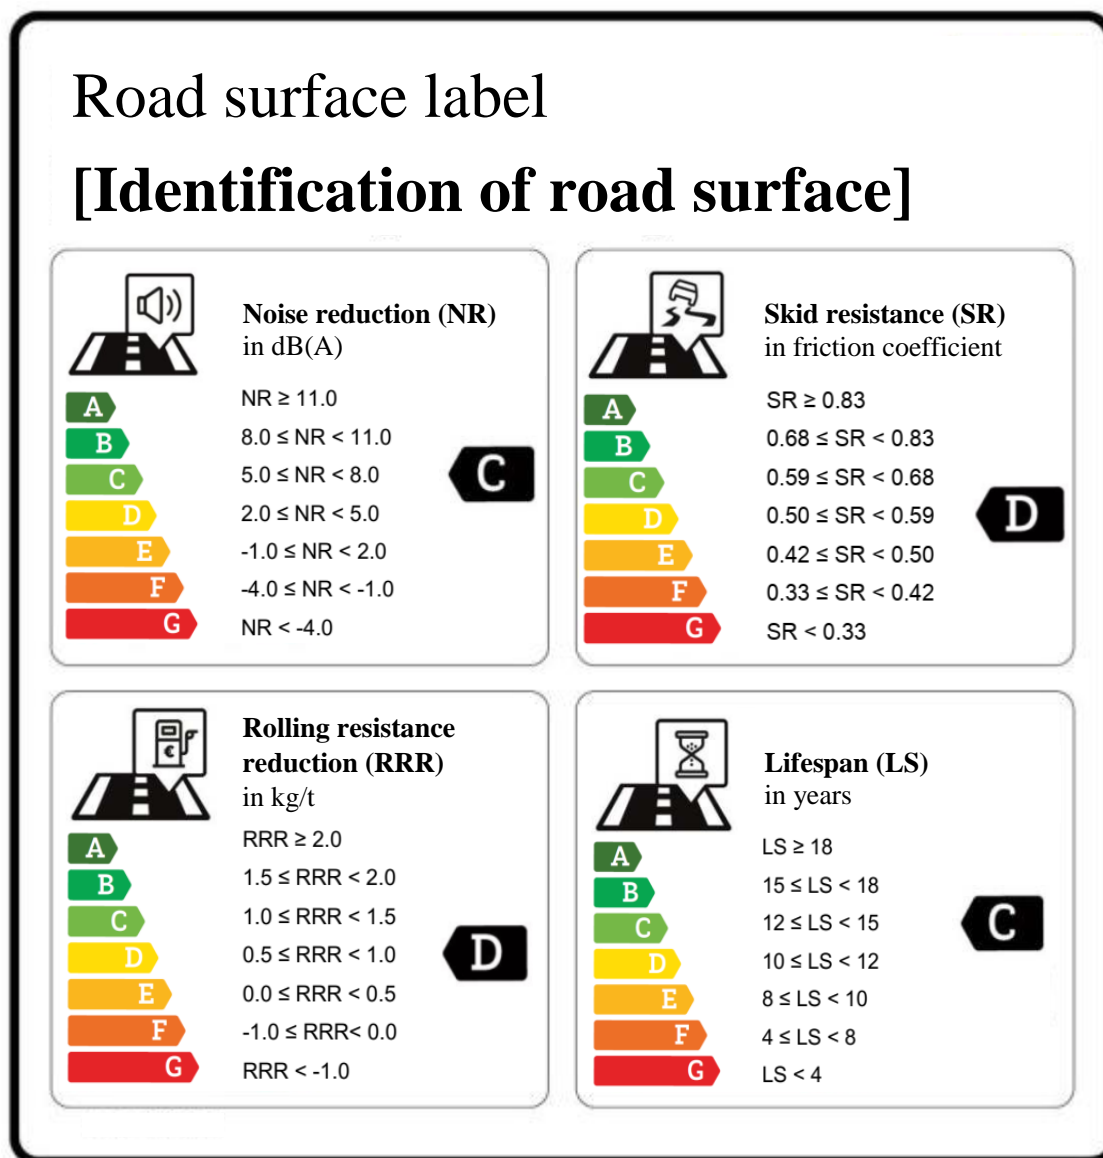 Road surface label
[Identification of road surface]
Noise reduction (NR)
in dB(A)
A NR ≥ 11.0
B 8.0 ≤ NR < 11.0
C 5.0 ≤ NR < 8.0
D 2.0 ≤ NR < 5.0
E -1.0 ≤ NR < 2.0
F -4.0 ≤ NR < -1.0
G NR < -4.0
C
Skid resistance (SR)
in friction coefficient
A SR ≥ 0.83
B 0.68 ≤ SR < 0.83
C 0.59 ≤ SR < 0.68
D 0.50 ≤ SR < 0.59
E 0.42 ≤ SR < 0.50
F 0.33 ≤ SR < 0.42
G SR < 0.33
D
€
Rolling resistance
reduction (RRR)
in kg/t
A RRR ≥ 2.0
B 1.5 ≤ RRR < 2.0
C 1.0 ≤ RRR < 1.5
D 0.5 ≤ RRR < 1.0
E 0.0 ≤ RRR < 0.5
F -1.0 ≤ RRR< 0.0
G RRR < -1.0
D
Lifespan (LS)
in years
A LS ≥ 18
B 15 ≤ LS < 18
C 12 ≤ LS < 15
D 10 ≤ LS < 12
E 8 ≤ LS < 10
F 4 ≤ LS < 8
G LS < 4
C